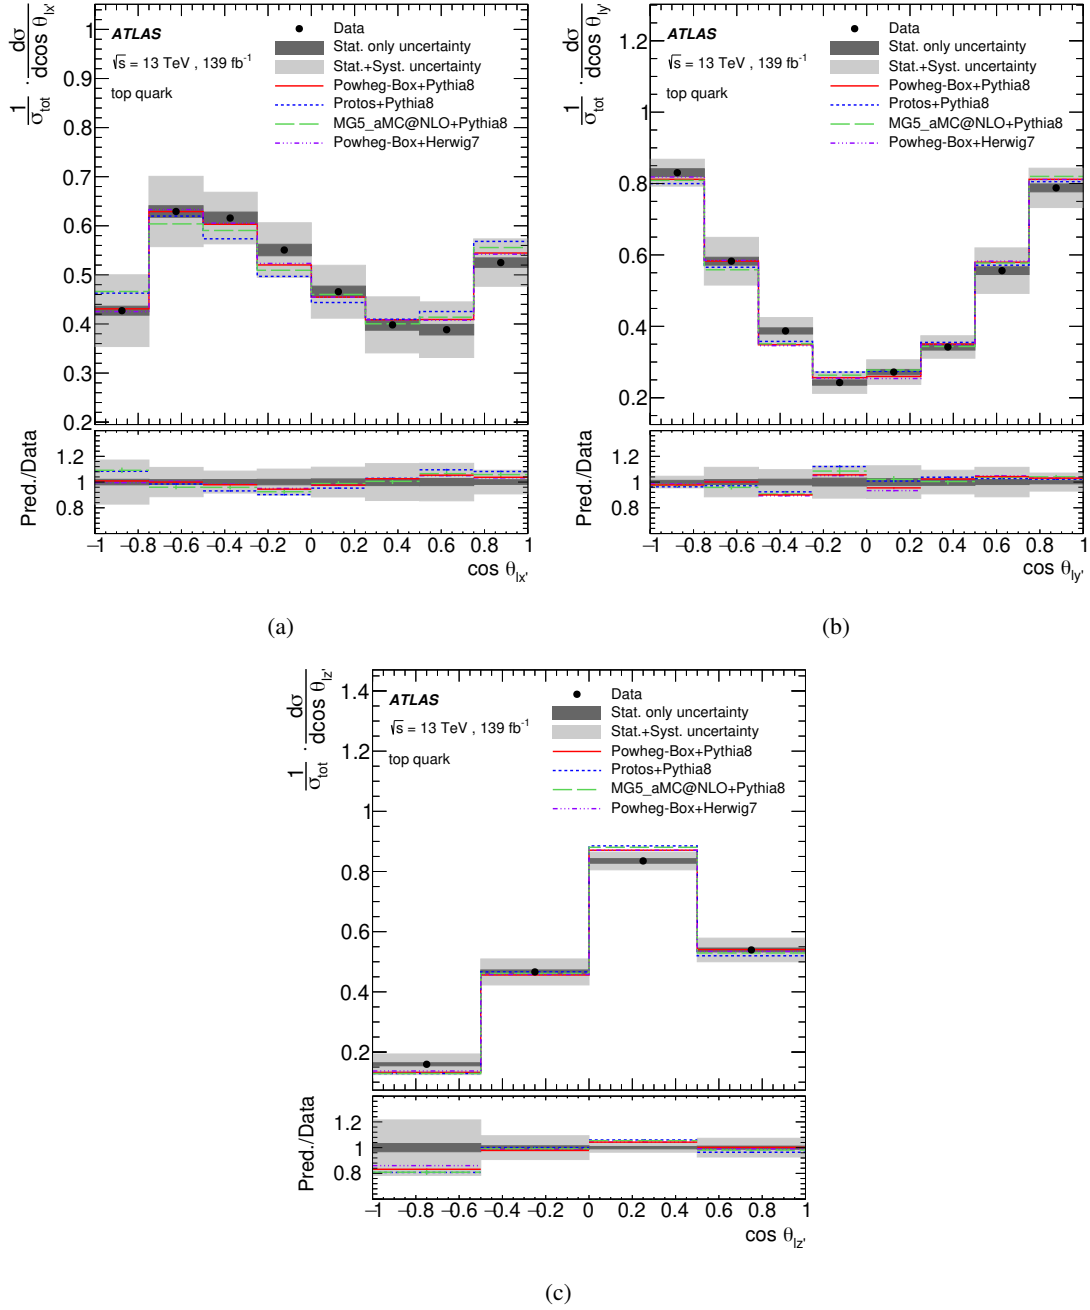 1/σ_tot · dσ/dcos θ_lx'
ATLAS
√s = 13 TeV , 139 fb⁻¹
top quark
Data
Stat. only uncertainty
Stat.+Syst. uncertainty
Powheg-Box+Pythia8
Protos+Pythia8
MG5_aMC@NLO+Pythia8
Powheg-Box+Herwig7
1
0.9
0.8
0.7
0.6
0.5
0.4
0.3
0.2
Pred./Data
1.2
1
0.8
−1 −0.8 −0.6 −0.4 −0.2 0 0.2 0.4 0.6 0.8 1
cos θ_lx'
(a)
1/σ_tot · dσ/dcos θ_ly'
ATLAS
√s = 13 TeV , 139 fb⁻¹
top quark
Data
Stat. only uncertainty
Stat.+Syst. uncertainty
Powheg-Box+Pythia8
Protos+Pythia8
MG5_aMC@NLO+Pythia8
Powheg-Box+Herwig7
1.2
1
0.8
0.6
0.4
0.2
Pred./Data
1.2
1
0.8
−1 −0.8 −0.6 −0.4 −0.2 0 0.2 0.4 0.6 0.8 1
cos θ_ly'
(b)
1/σ_tot · dσ/dcos θ_lz'
ATLAS
√s = 13 TeV , 139 fb⁻¹
top quark
Data
Stat. only uncertainty
Stat.+Syst. uncertainty
Powheg-Box+Pythia8
Protos+Pythia8
MG5_aMC@NLO+Pythia8
Powheg-Box+Herwig7
1.4
1.2
1
0.8
0.6
0.4
0.2
Pred./Data
1.2
1
0.8
−1 −0.8 −0.6 −0.4 −0.2 0 0.2 0.4 0.6 0.8 1
cos θ_lz'
(c)